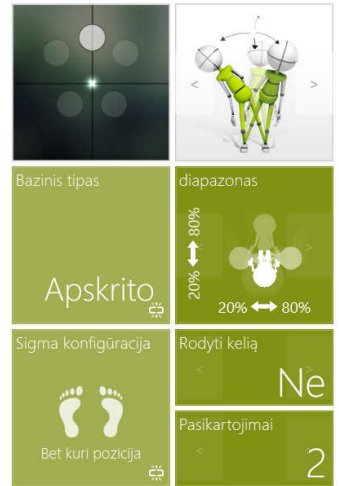 Bazinis tipas
Apskrito
diapazonas
20% ↔ 80%
20% ↔ 80%
Sigma konfigūracija
Bet kuri pozicija
Rodyti kelią
Ne
Pasikartojimai
2